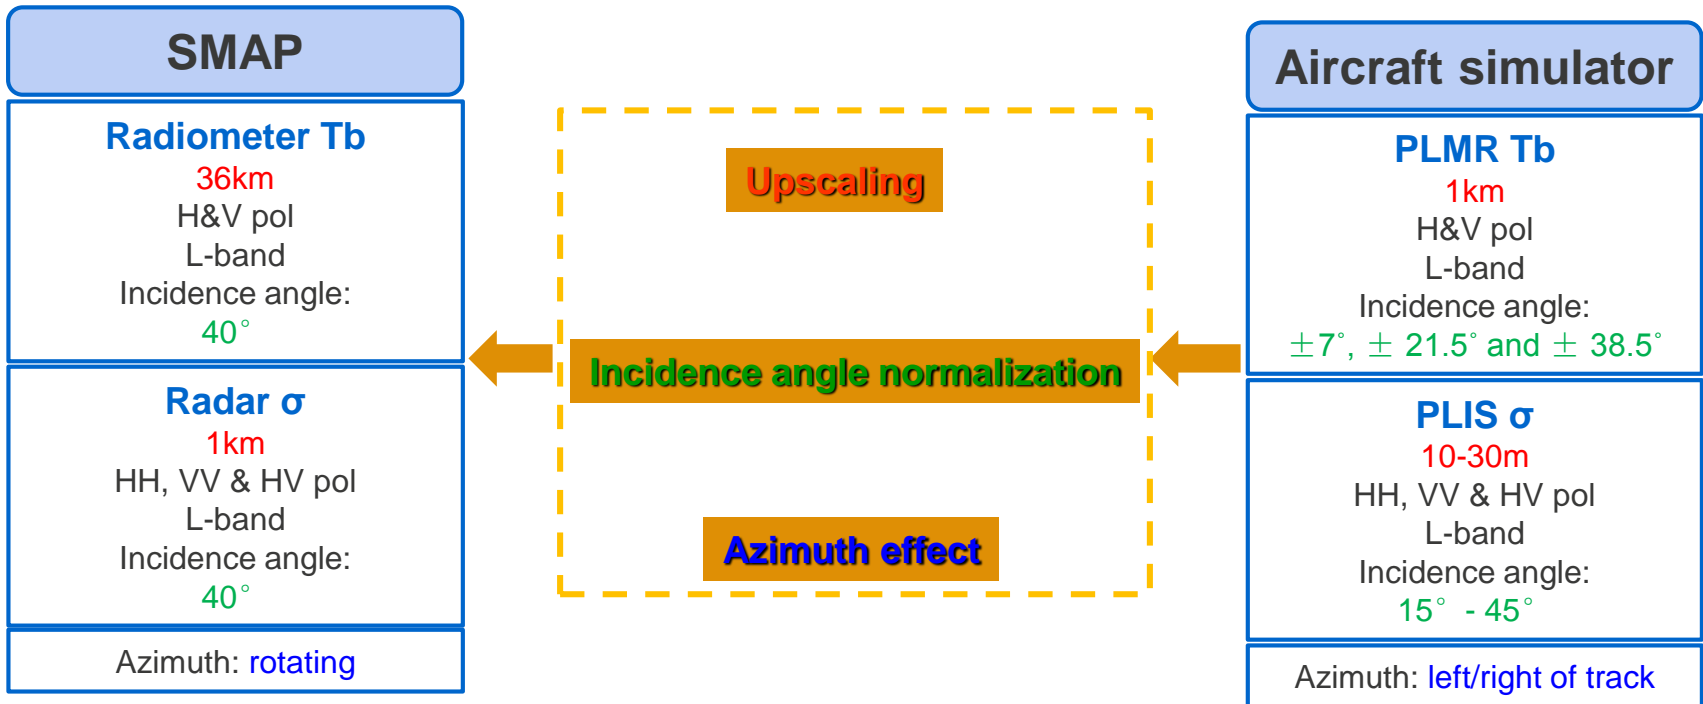 SMAP
Radiometer Tb
36km
H&V pol
L-band
Incidence angle:
40°
Radar σ
1km
HH, VV & HV pol
L-band
Incidence angle:
40°
Azimuth: rotating
Upscaling
Incidence angle normalization
Azimuth effect
Aircraft simulator
PLMR Tb
1km
H&V pol
L-band
Incidence angle:
±7°, ± 21.5° and ± 38.5°
PLIS σ
10-30m
HH, VV & HV pol
L-band
Incidence angle:
15° - 45°
Azimuth: left/right of track